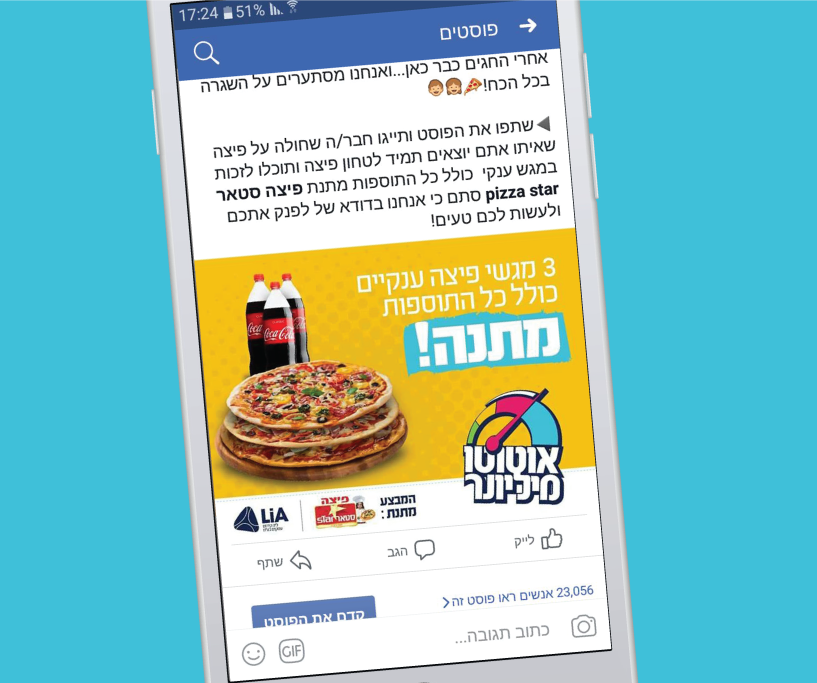 17:24 51%
פוסטים
אחרי החגים כבר כאן...ואנחנו מסתערים על השגרה
בכל הכח!
שתפו את הפוסט ותייגו חבר/ה שחולה על פיצה
שאיתו אתם יוצאים תמיד לטחון פיצה ותוכלו לזכות
במגש ענקי כולל כל התוספות מתנת פיצה סטאר
pizza star סתם כי אנחנו בדודא של לפנק אתכם
ולעשות לכם טעים!
3 מגשי פיצה ענקיים
כולל כל התוספות
מתנה!
Coca-Cola
אוטוטו
מיליונר
המבצע
מתנת:
פיצה
סטאר star
LiA
לייק
הגב
שתף
23,056 אנשים ראו פוסט זה
קדם את הפוסט
כתוב תגובה...
GIF